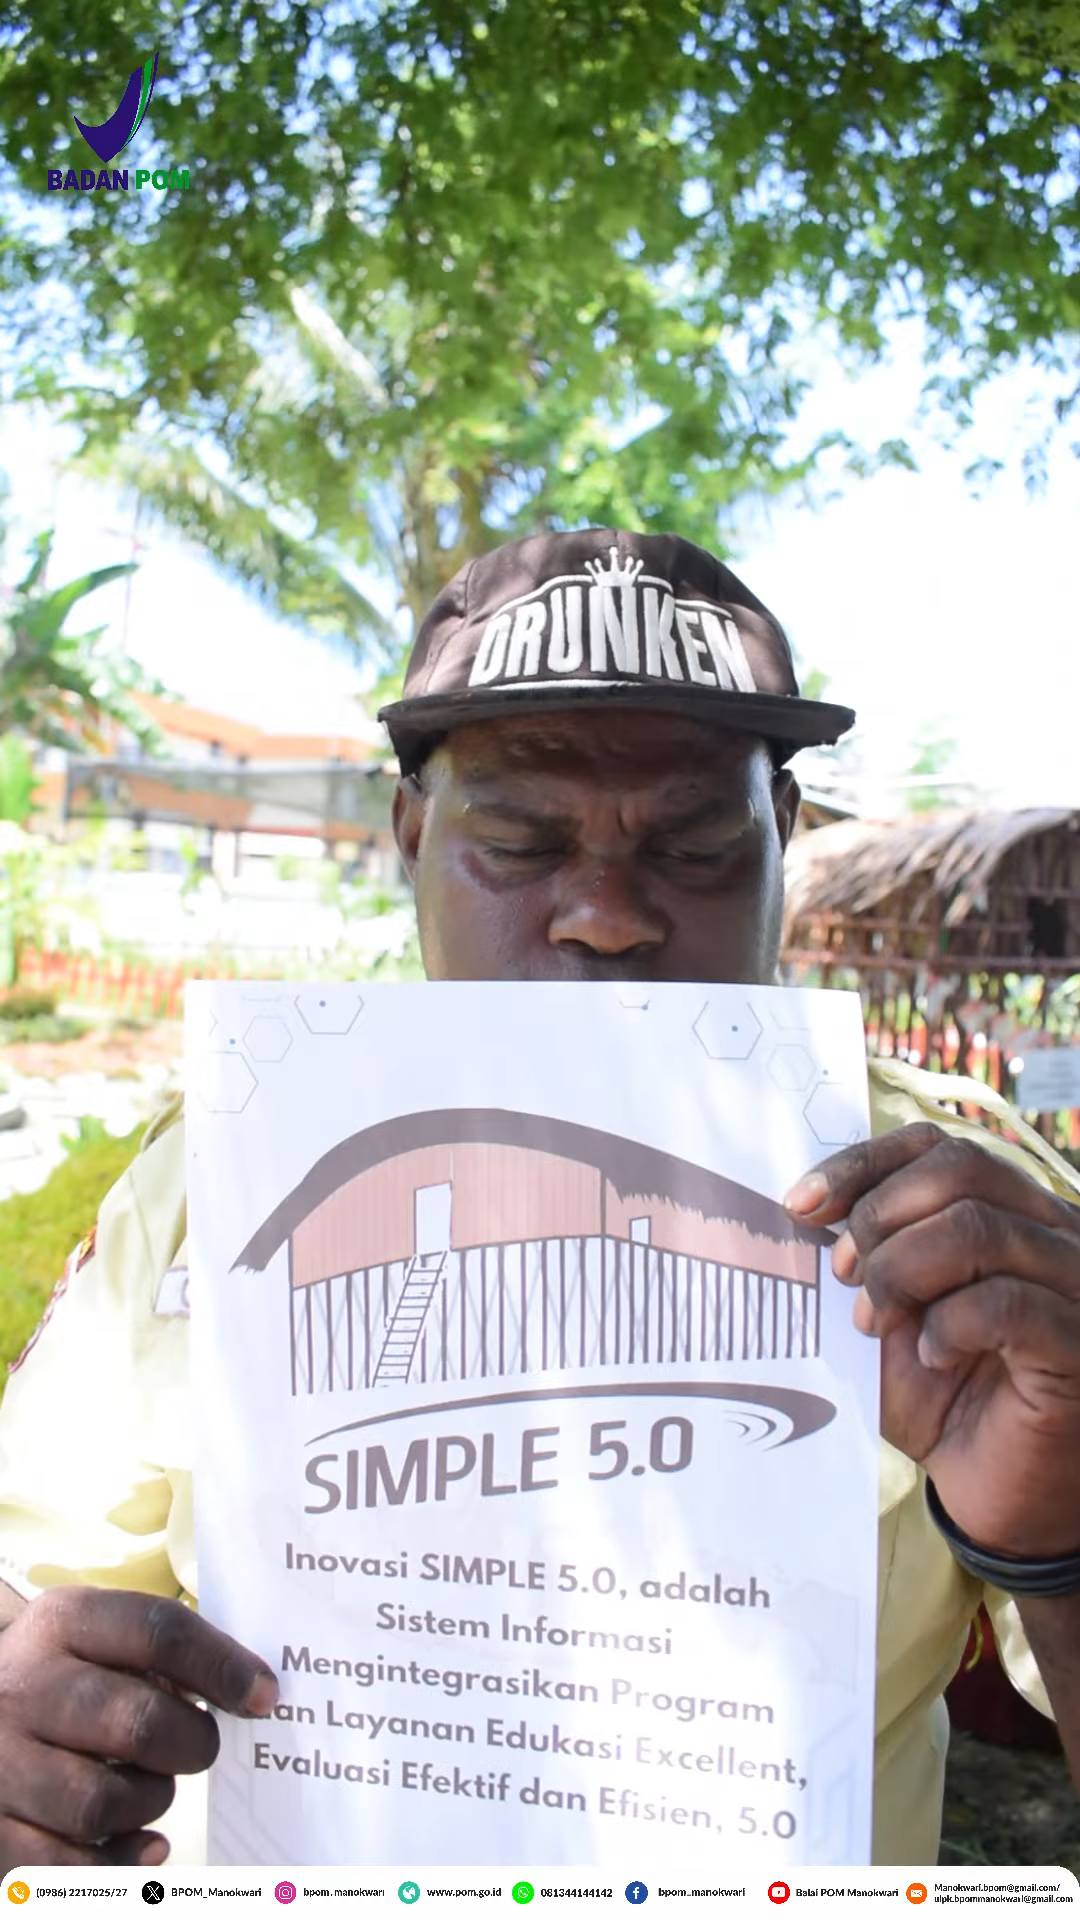 BADAN POM
DRUNKEN
SIMPLE 5.0
Inovasi SIMPLE 5.0, adalah
Sistem Informasi
Mengintegrasikan Program
an Layanan Edukasi Excellent,
Evaluasi Efektif dan Efisien, 5.0
(0986) 2217025/27
BPOM_Manokwari
bpom.manokwari
www.pom.go.id
081344144142
bpom_manokwari
Balai POM Manokwari
Manokwari.bpom@gmail.com/
ulpk.bpommanokwari@gmail.com